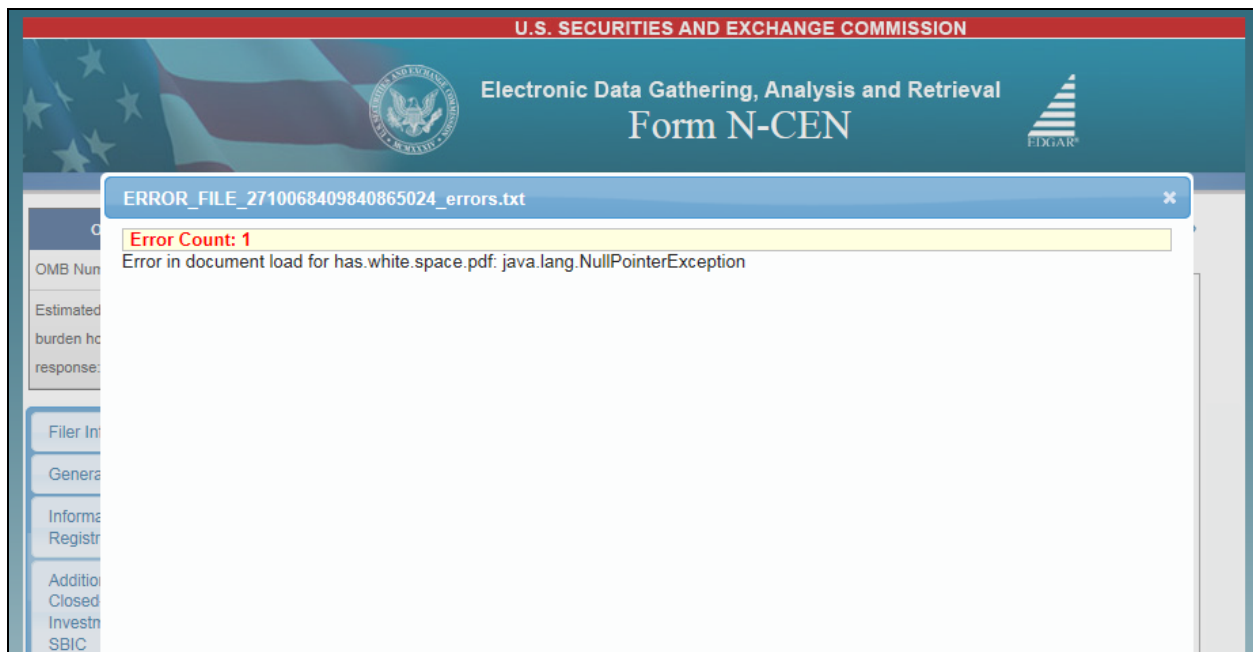 U.S. SECURITIES AND EXCHANGE COMMISSION
Electronic Data Gathering, Analysis and Retrieval
Form N-CEN
EDGAR®
ERROR_FILE_2710068409840865024_errors.txt
Error Count: 1
Error in document load for has.white.space.pdf: java.lang.NullPointerException
OMB Num
Estimated
burden ho
response:
Filer Inf
Genera
Informa
Registr
Additio
Closed-
Investm
SBIC